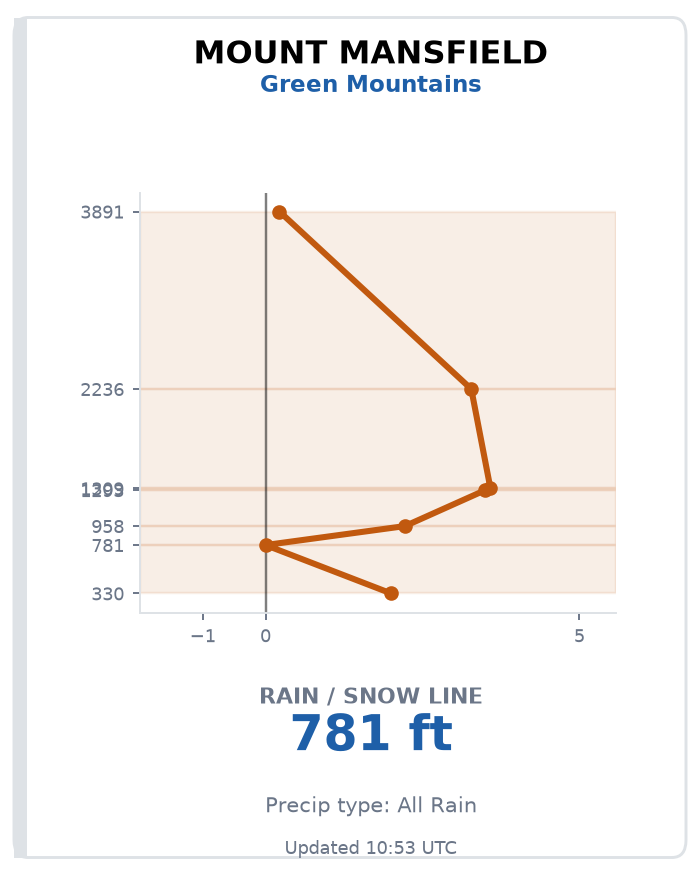 MOUNT MANSFIELD
Green Mountains
3891
2236
958
781
330
−1 0 5
RAIN / SNOW LINE
781 ft
Precip type: All Rain
Updated 10:53 UTC